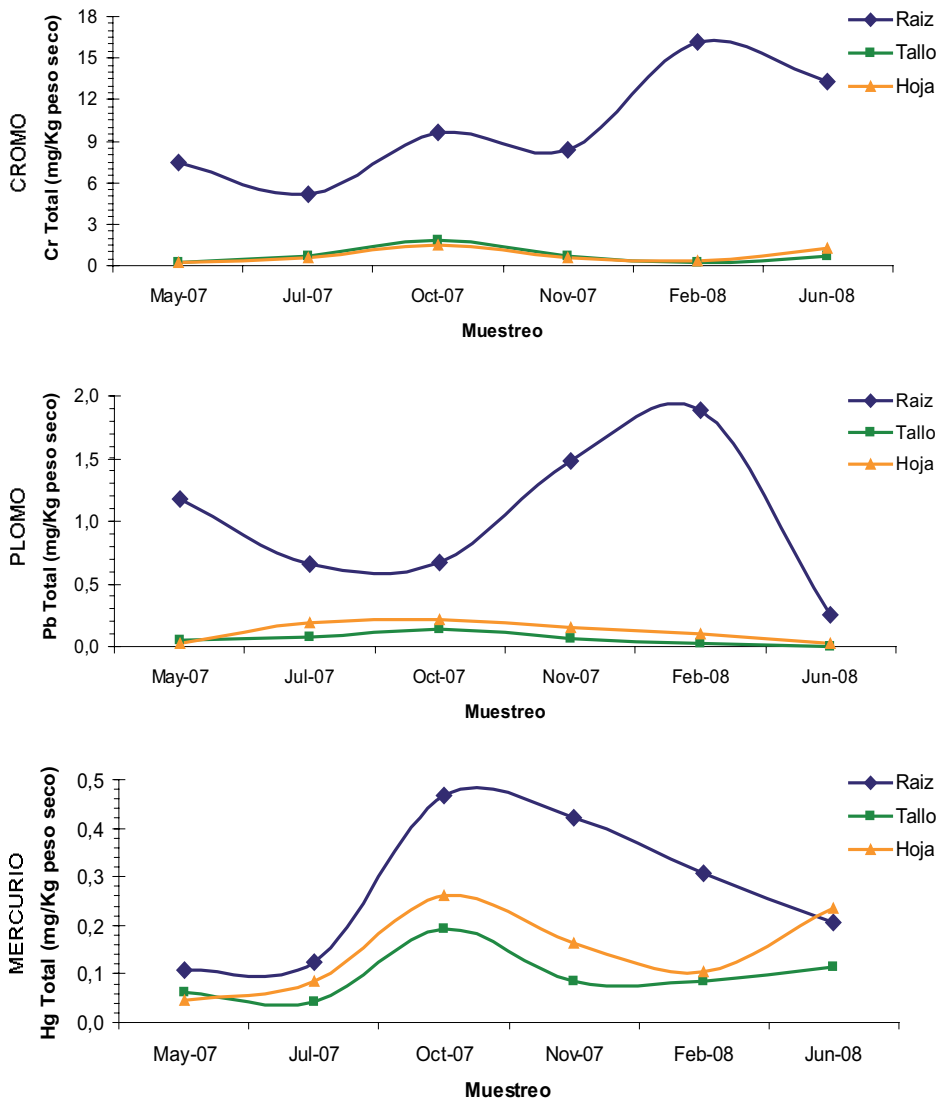 CROMO
Cr Total (mg/Kg peso seco)
18
15
12
9
6
3
0
May-07 Jul-07 Oct-07 Nov-07 Feb-08 Jun-08
Muestreo
Raiz
Tallo
Hoja
PLOMO
Pb Total (mg/Kg peso seco)
2,0
1,5
1,0
0,5
0,0
May-07 Jul-07 Oct-07 Nov-07 Feb-08 Jun-08
Muestreo
Raiz
Tallo
Hoja
MERCURIO
Hg Total (mg/Kg peso seco)
0,5
0,4
0,3
0,2
0,1
0,0
May-07 Jul-07 Oct-07 Nov-07 Feb-08 Jun-08
Muestreo
Raiz
Tallo
Hoja